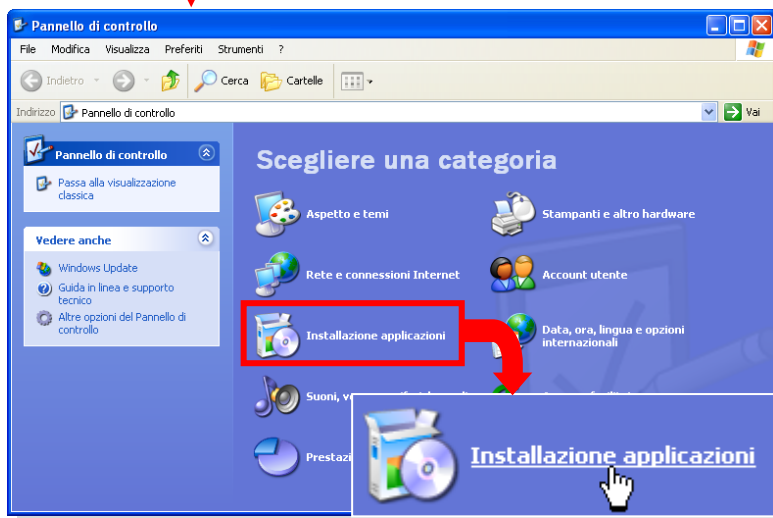 Pannello di controllo
File Modifica Visualizza Preferiti Strumenti ?
Indietro Cerca Cartelle
Indirizzo Pannello di controllo Vai
Pannello di controllo
Passa alla visualizzazione
classica
Vedere anche
Windows Update
Guida in linea e supporto
tecnico
Altre opzioni del Pannello di
controllo
Scegliere una categoria
Aspetto e temi
Stampanti e altro hardware
Rete e connessioni Internet
Account utente
Installazione applicazioni
Data, ora, lingua e opzioni
internazionali
Suoni,
Installazione applicazioni